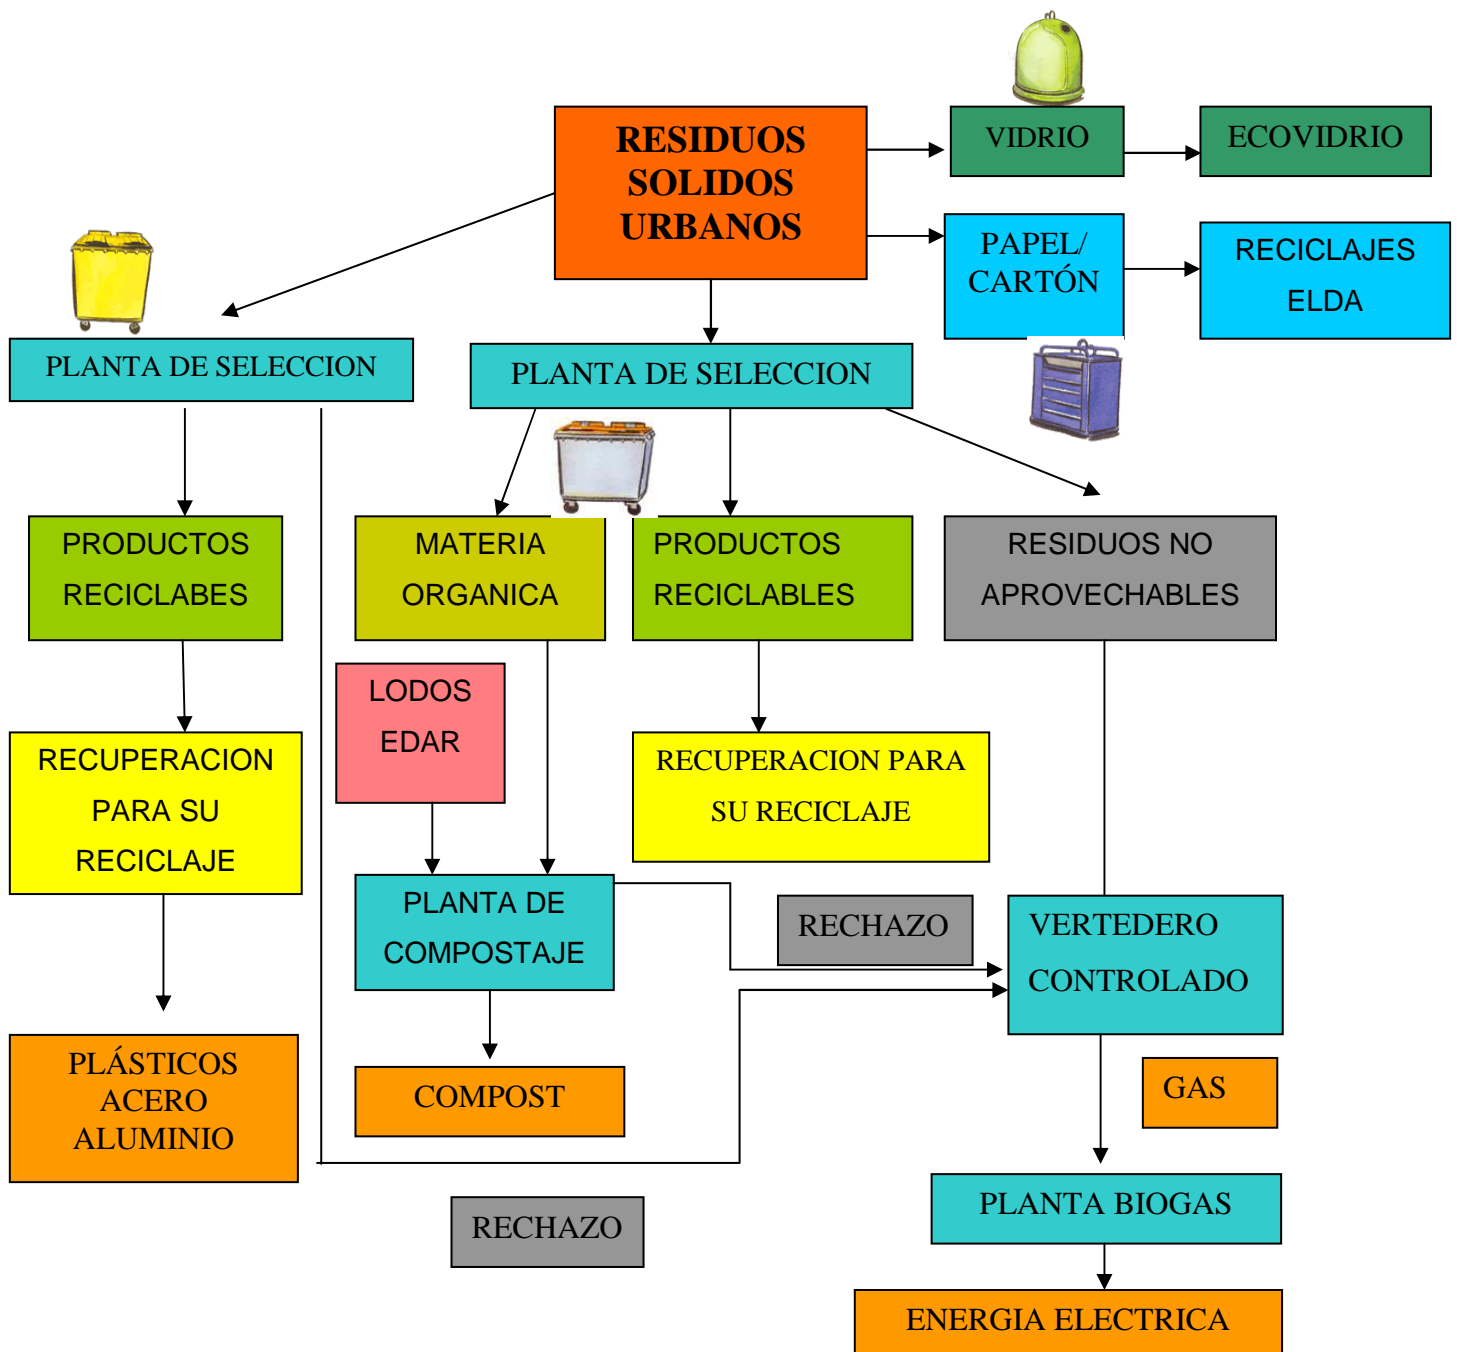 RESIDUOS
SOLIDOS
URBANOS
VIDRIO
ECOVIDRIO
PAPEL/
CARTÓN
RECICLAJES
ELDA
PLANTA DE SELECCION
PLANTA DE SELECCION
PRODUCTOS
RECICLABES
MATERIA
ORGANICA
PRODUCTOS
RECICLABLES
RESIDUOS NO
APROVECHABLES
LODOS
EDAR
RECUPERACION
PARA SU
RECICLAJE
RECUPERACION PARA
SU RECICLAJE
PLANTA DE
COMPOSTAJE
RECHAZO
VERTEDERO
CONTROLADO
PLÁSTICOS
ACERO
ALUMINIO
COMPOST
GAS
RECHAZO
PLANTA BIOGAS
ENERGIA ELECTRICA